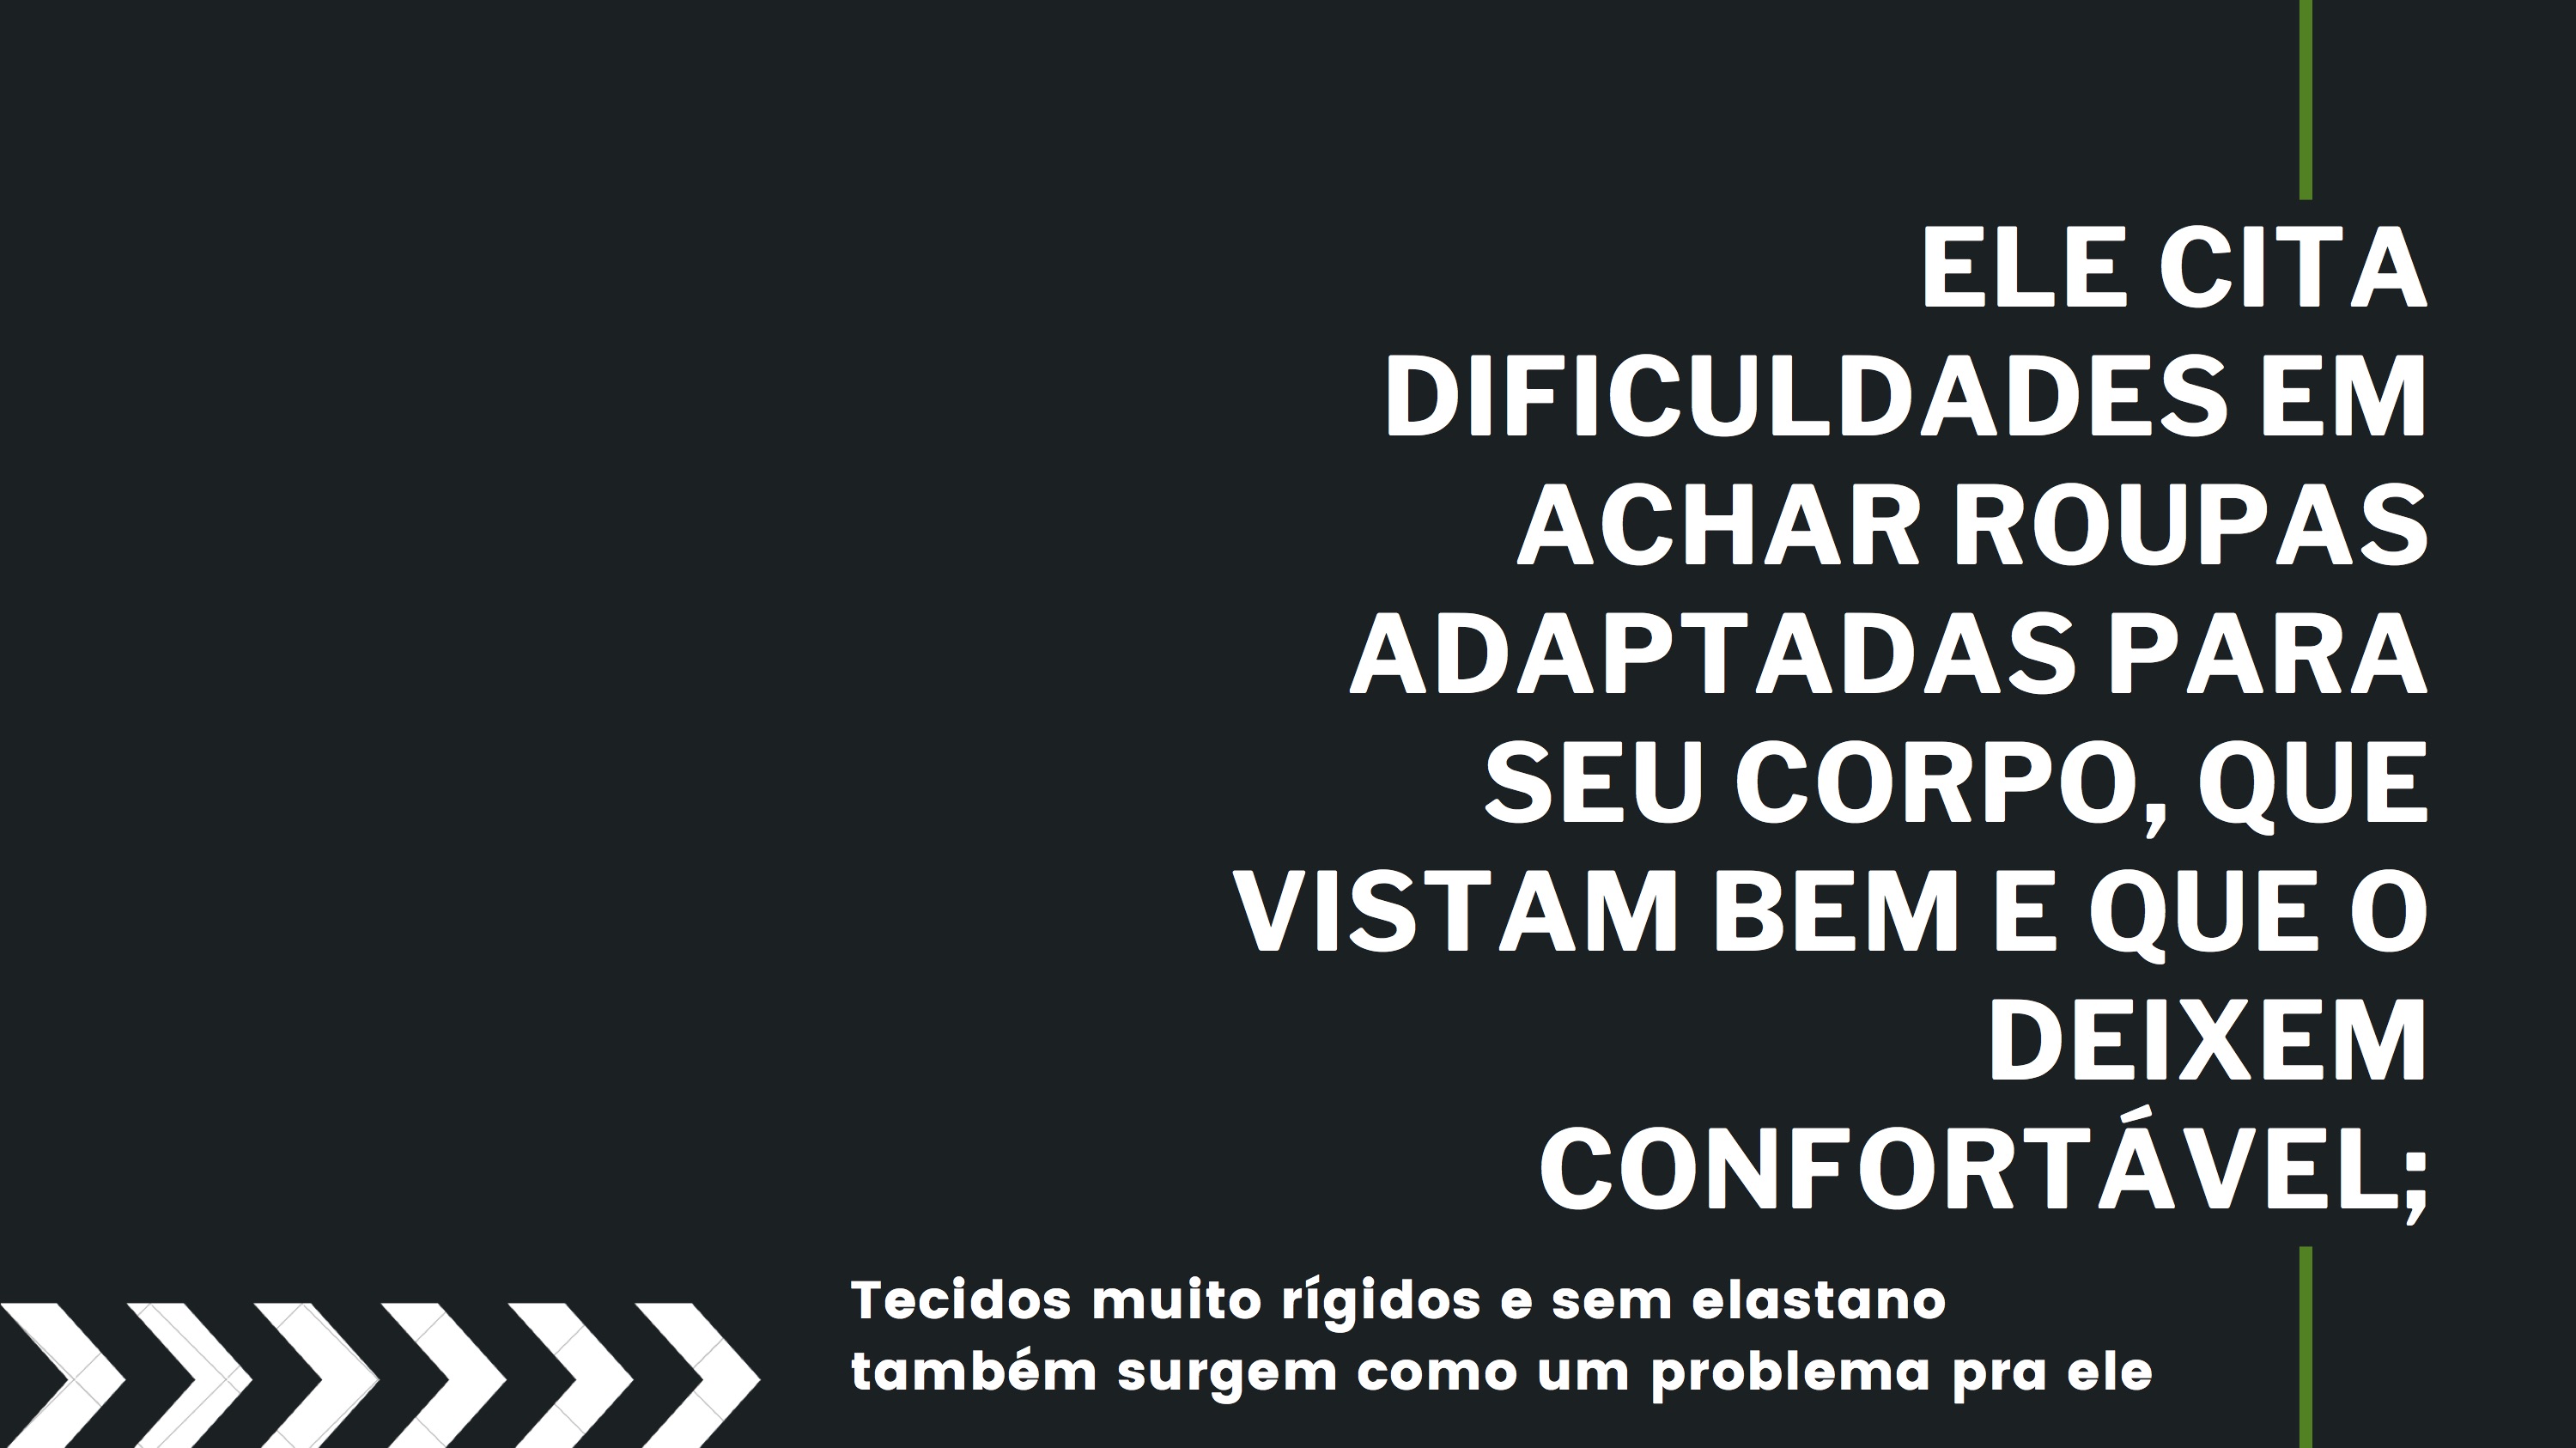 ELE CITA
DIFICULDADES EM
ACHAR ROUPAS
ADAPTADAS PARA
SEU CORPO, QUE
VISTAM BEM E QUE O
DEIXEM
CONFORTÁVEL;
Tecidos muito rígidos e sem elastano
também surgem como um problema pra ele